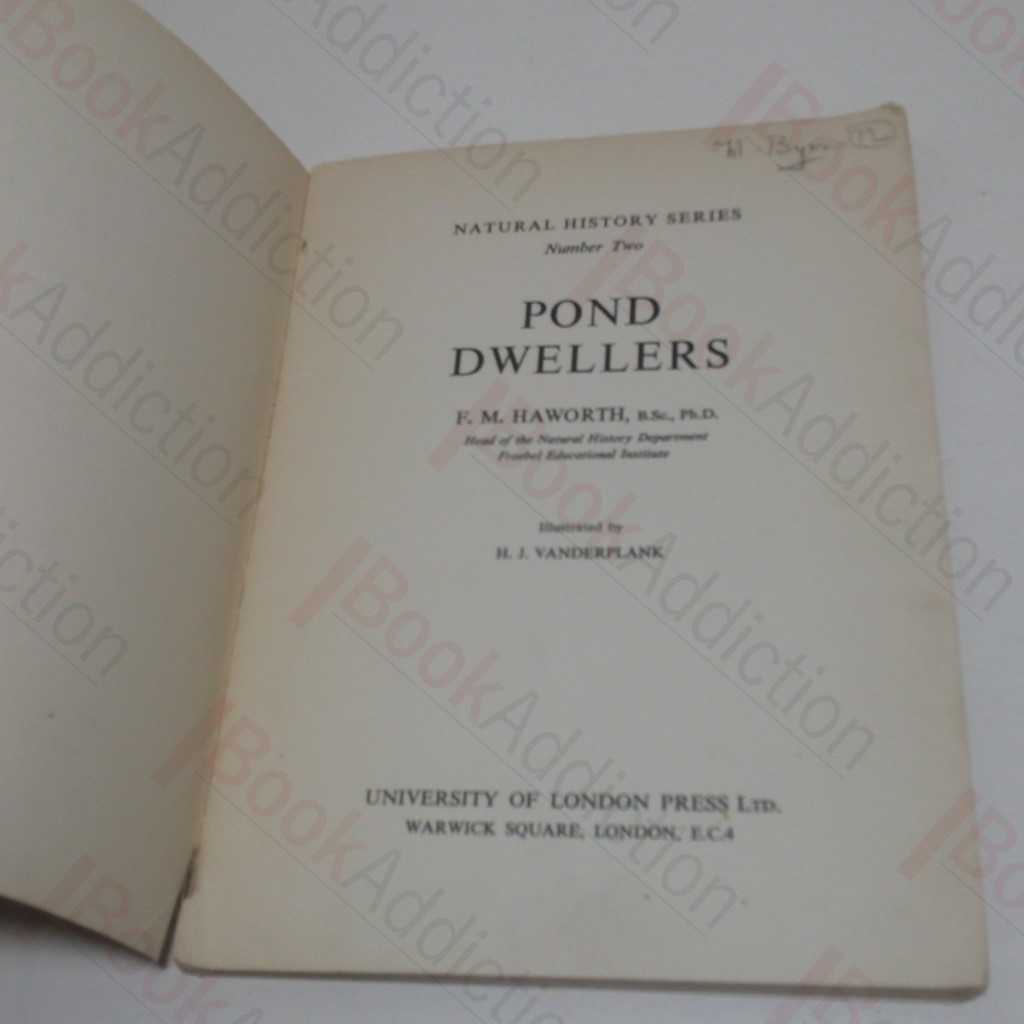 NATURAL HISTORY SERIES
Number Two
POND
DWELLERS
F. M. HAWORTH, B.Sc., Ph.D.
Head of the Natural History Department
Froebel Educational Institute
Illustrated by
H. J. VANDERPLANK
UNIVERSITY OF LONDON PRESS LTD.
WARWICK SQUARE, LONDON, E.C.4
BookAddiction